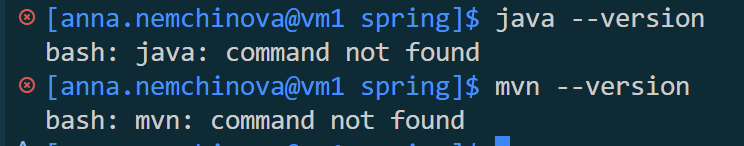 [anna.nemchinova@vm1 spring]$ java --version
bash: java: command not found
[anna.nemchinova@vm1 spring]$ mvn --version
bash: mvn: command not found